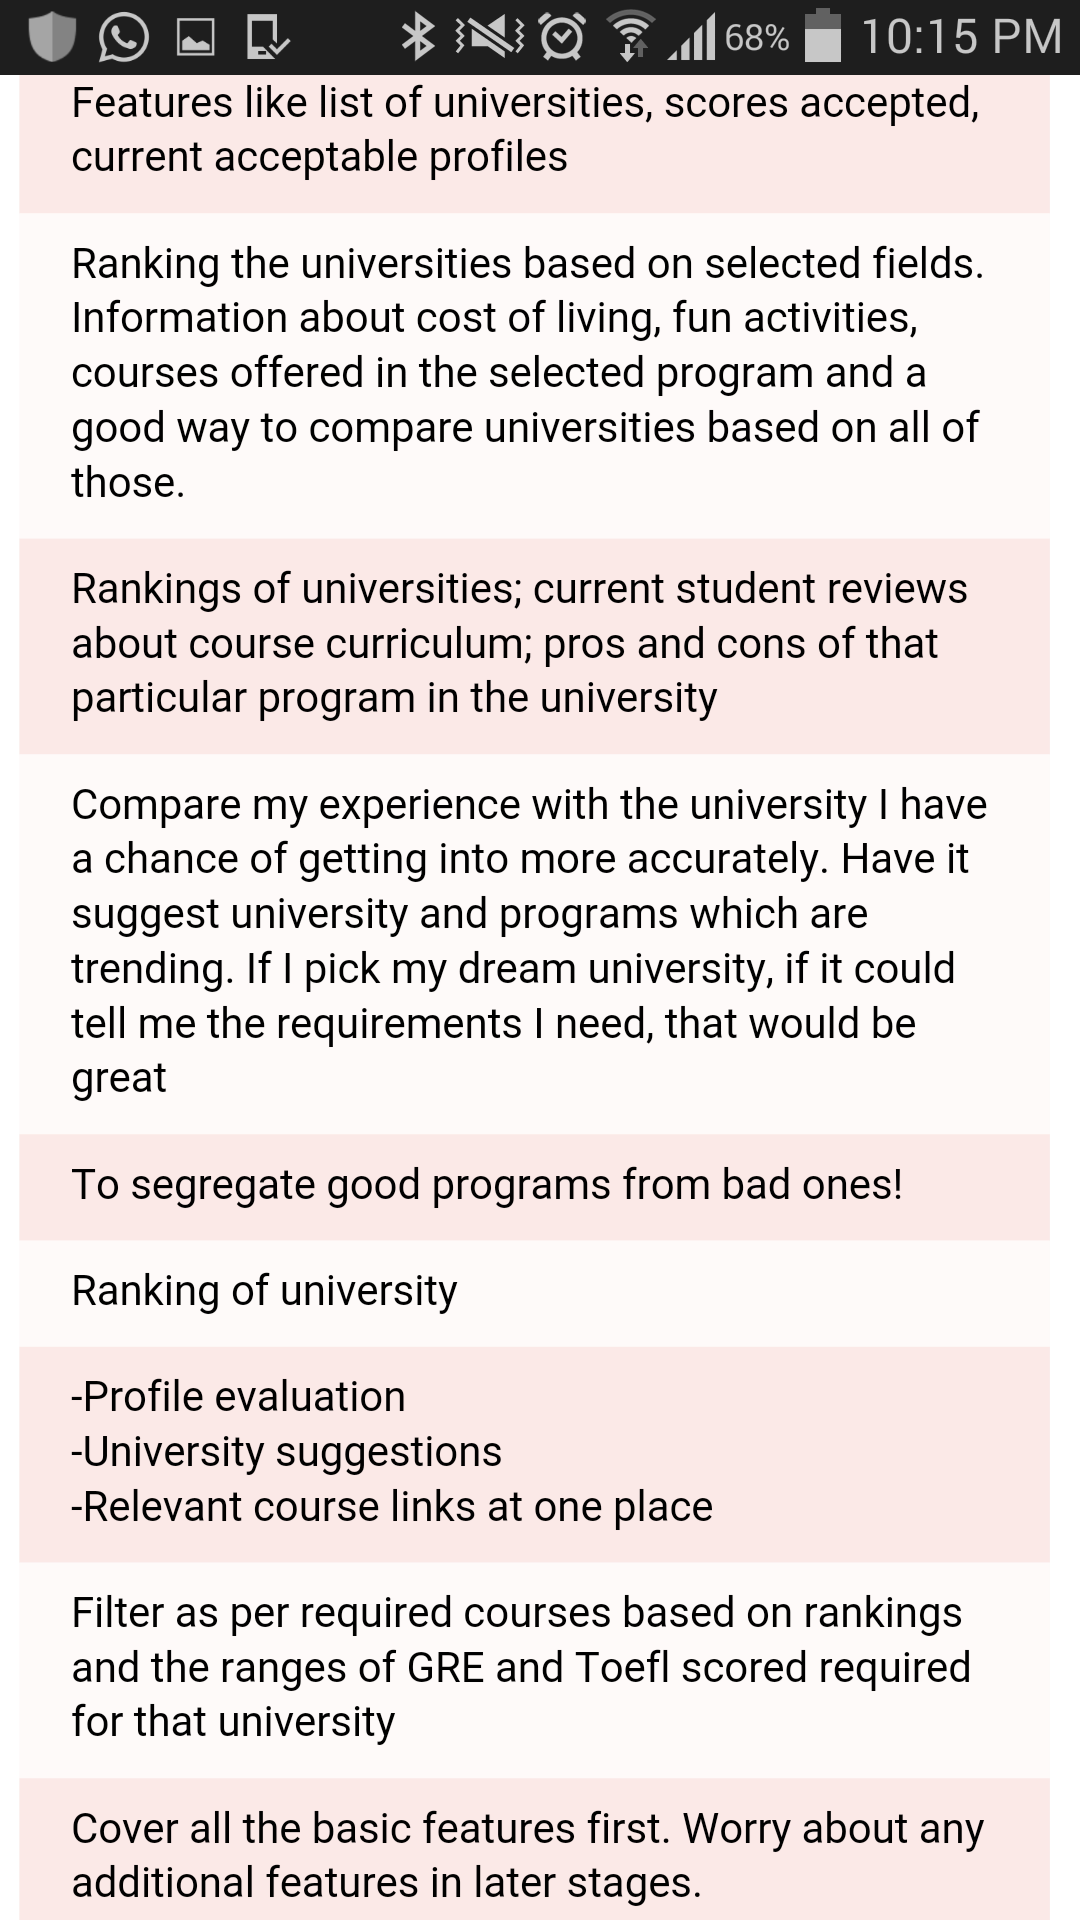 68% 10:15 PM
Features like list of universities, scores accepted,
current acceptable profiles
Ranking the universities based on selected fields.
Information about cost of living, fun activities,
courses offered in the selected program and a
good way to compare universities based on all of
those.
Rankings of universities; current student reviews
about course curriculum; pros and cons of that
particular program in the university
Compare my experience with the university I have
a chance of getting into more accurately. Have it
suggest university and programs which are
trending. If I pick my dream university, if it could
tell me the requirements I need, that would be
great
To segregate good programs from bad ones!
Ranking of university
-Profile evaluation
-University suggestions
-Relevant course links at one place
Filter as per required courses based on rankings
and the ranges of GRE and Toefl scored required
for that university
Cover all the basic features first. Worry about any
additional features in later stages.